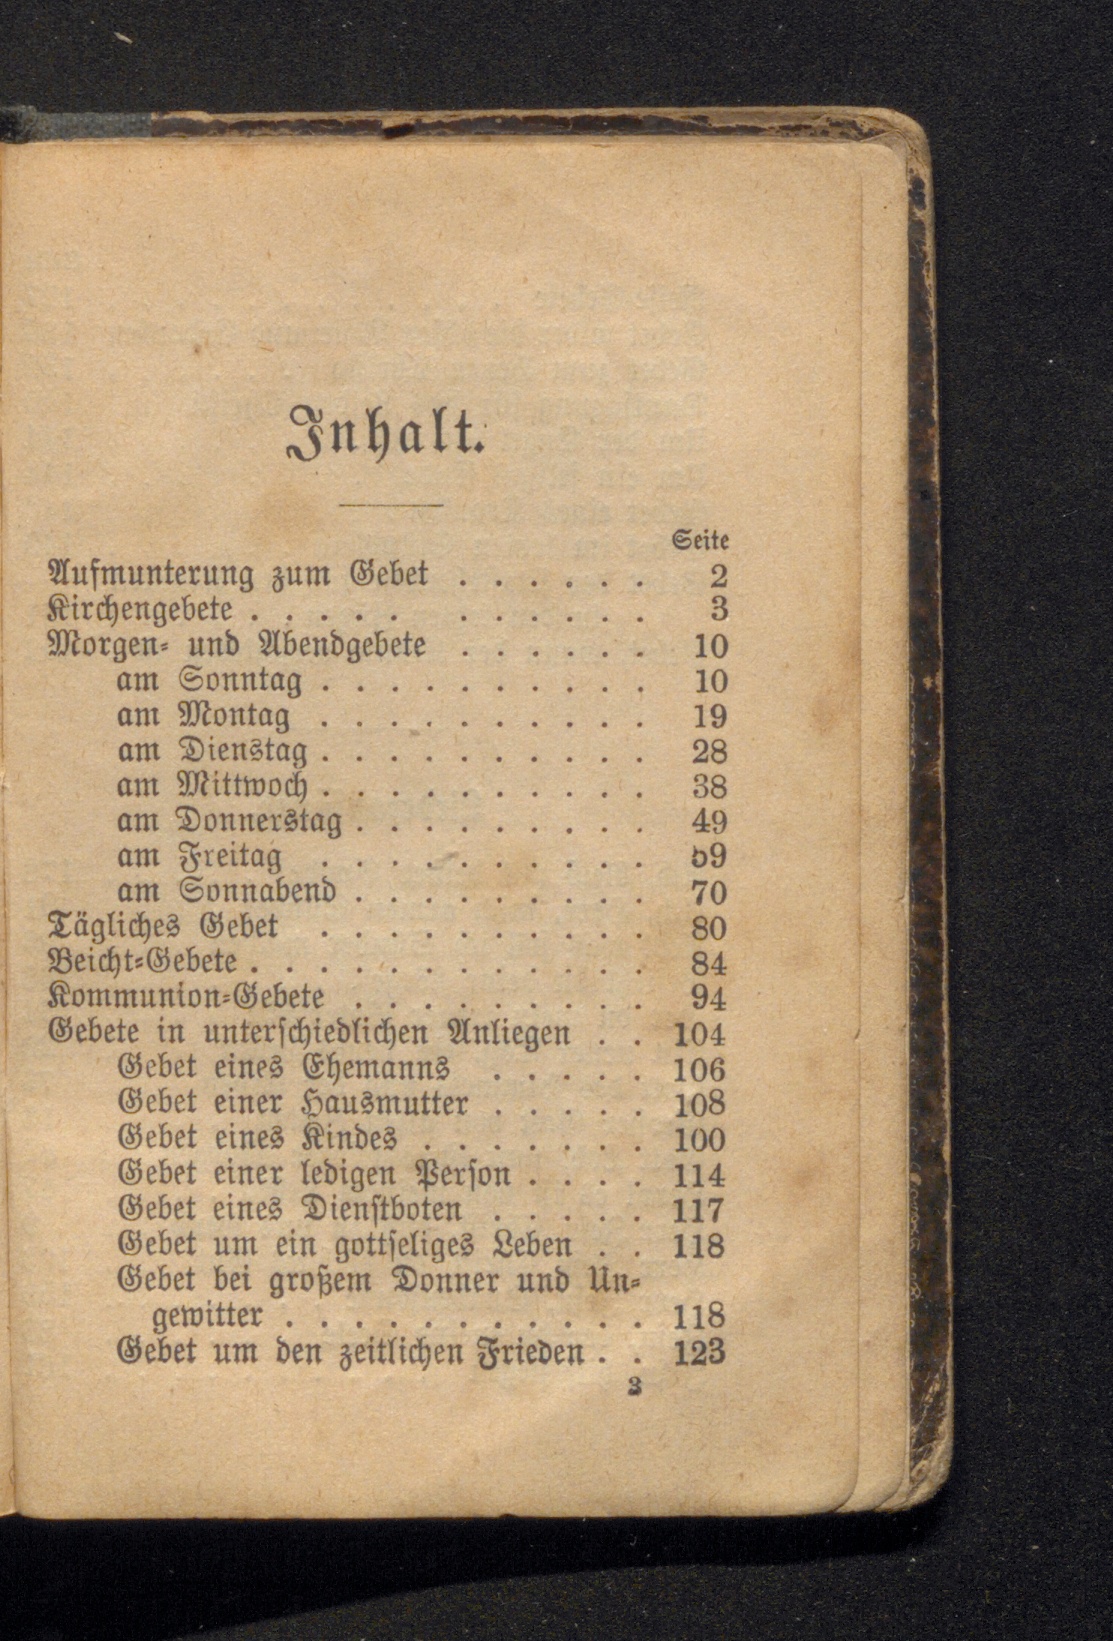 Inhalt.
Seite
Aufmunterung zum Gebet . . . . . . 2
Kirchengebete . . . . . . . . . . . 3
Morgen- und Abendgebete . . . . . . 10
am Sonntag . . . . . . . . . . 10
am Montag . . . . . . . . . . 19
am Dienstag . . . . . . . . . . 28
am Mittwoch . . . . . . . . . . 38
am Donnerstag . . . . . . . . . 49
am Freitag . . . . . . . . . . 59
am Sonnabend . . . . . . . . . 70
Tägliches Gebet . . . . . . . . . . 80
Beicht-Gebete . . . . . . . . . . . . 84
Kommunion-Gebete . . . . . . . . . 94
Gebete in unterschiedlichen Anliegen . . 104
Gebet eines Ehemanns . . . . . 106
Gebet einer Hausmutter . . . . . 108
Gebet eines Kindes . . . . . . . 100
Gebet einer ledigen Person . . . . 114
Gebet eines Dienstboten . . . . . 117
Gebet um ein gottseliges Leben . . 118
Gebet bei großem Donner und Un-
gewitter . . . . . . . . . . . 118
Gebet um den zeitlichen Frieden . . 123
3